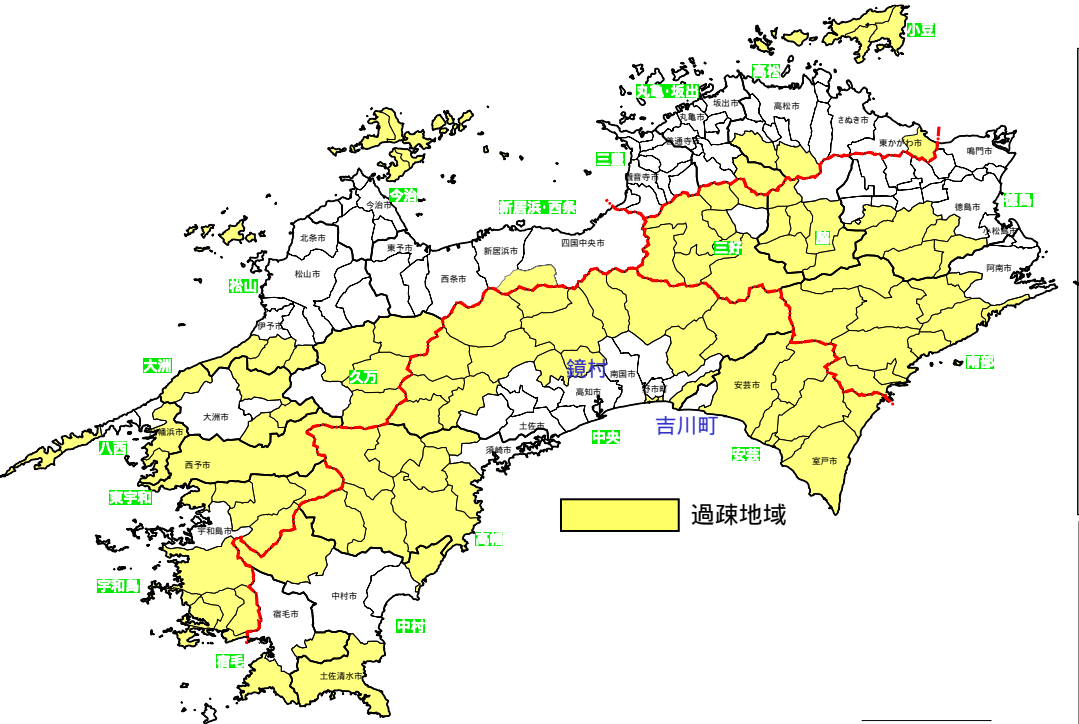 小豆
高松
丸亀・坂出
坂出市
高松市
丸亀市
さぬき市
善通寺市
東かがわ市
鳴門市
三豊
観音寺市
今治
今治市
新居浜・西条
徳島
徳島市
小松島市
北条市
東予市
新居浜市
四国中央市
三好
脇
松山市
西条市
阿南市
松山
伊予市
大洲
久万
鏡村
南国市
南部
高知市
野市町
安芸市
大洲市
吉川町
土佐市
中央
八幡浜市
八西
須崎市
安芸
西予市
室戸市
東宇和
過疎地域
宇和島市
高幡
宇和島
中村市
宿毛市
中村
宿毛
土佐清水市